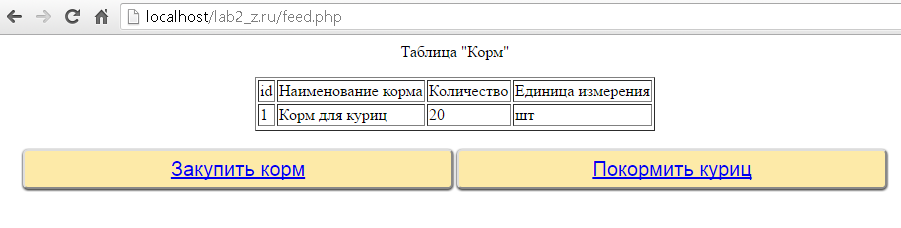 localhost/lab2_z.ru/feed.php
Таблица "Корм"
id Наименование корма Количество Единица измерения
1 Корм для куриц 20 шт
Закупить корм Покормить куриц